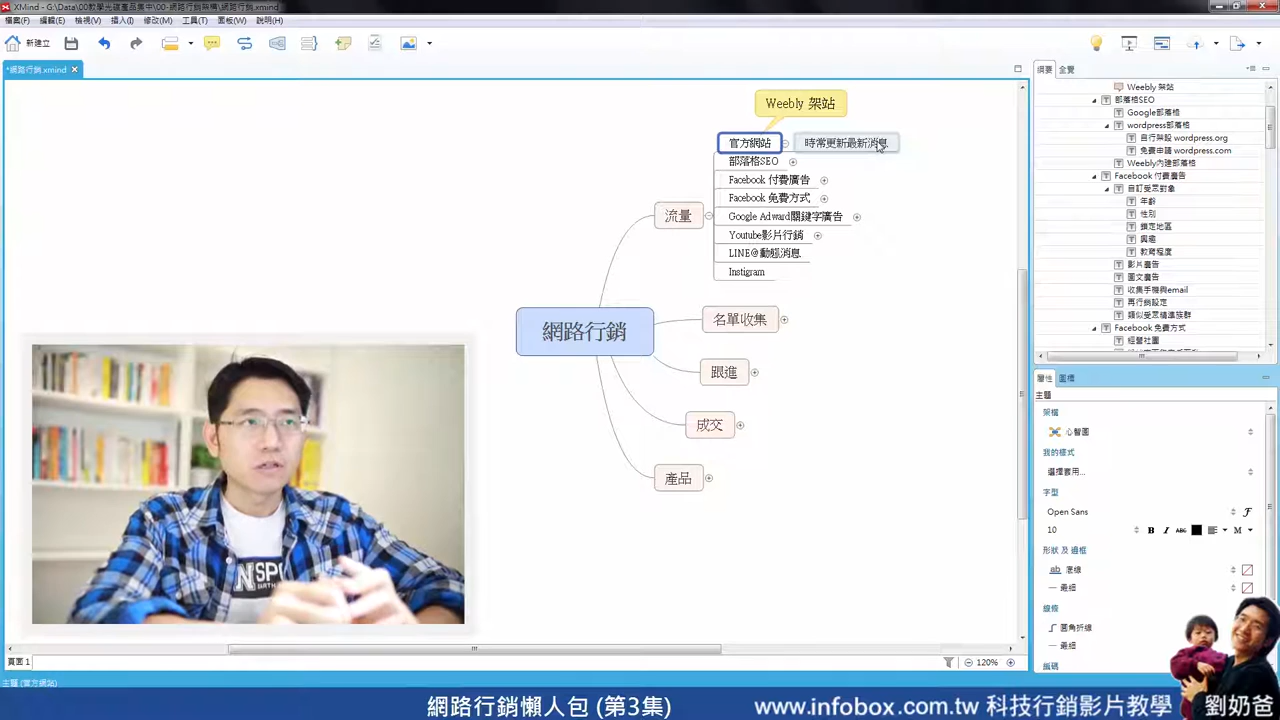 XMind - G:\Data\00教學光碟產品集中\00-網路行銷架構\網路行銷.xmind
檔案(F) 編輯(E) 檢視(V) 插入(I) 修改(M) 工具(T) 面板(W) 說明(H)
新建立
*網路行銷.xmind
Weebly 架站
官方網站 時常更新最新消息
部落格SEO
Facebook 付費廣告
Facebook 免費方式
Google Adward關鍵字廣告
Youtube影片行銷
LINE@動態消息
Instigram
流量
網路行銷
名單收集
跟進
成交
產品
綱要 全覽
Weebly 架站
部落格SEO
Google部落格
wordpress部落格
自行架設 wordpress.org
免費申請 wordpress.com
Weebly內建部落格
Facebook 付費廣告
自訂受眾對象
年齡
性別
鎖定地區
興趣
教育程度
影片廣告
圖文廣告
收集手機與email
再行銷設定
類似受眾精準族群
Facebook 免費方式
經營社團
屬性 圖標
主題
架構
心智圖
我的樣式
選擇套用...
字型
Open Sans
10 B I ABC M
形狀 及 邊框
ab 底線
最細
線條
圓角折線
最細
編碼
NSPO
頁面 1
120%
主題 (官方網站)
網路行銷懶人包 (第3集) www.infobox.com.tw 科技行銷影片教學 劉奶爸